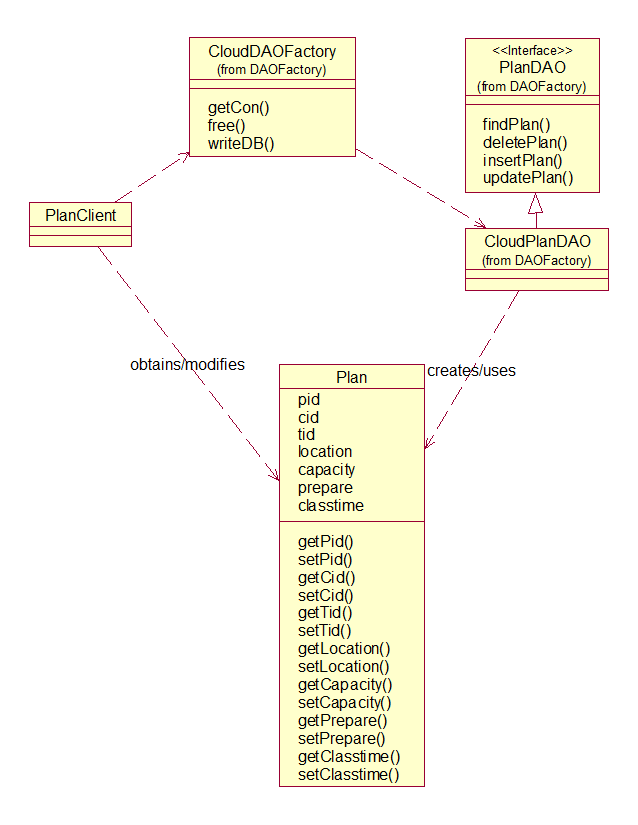 CloudDAOFactory
(from DAOFactory)
getCon()
free()
writeDB()
<<Interface>>
PlanDAO
(from DAOFactory)
findPlan()
deletePlan()
insertPlan()
updatePlan()
PlanClient
CloudPlanDAO
(from DAOFactory)
obtains/modifies
creates/uses
Plan
pid
cid
tid
location
capacity
prepare
classtime
getPid()
setPid()
getCid()
setCid()
getTid()
setTid()
getLocation()
setLocation()
getCapacity()
setCapacity()
getPrepare()
setPrepare()
getClasstime()
setClasstime()